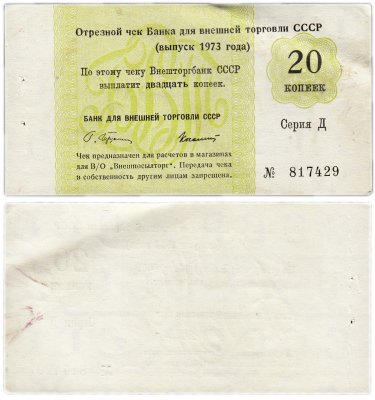 Отрезной чек Банка для внешней торговли СССР
(выпуск 1973 года)
По этому чеку Внешторгбанк СССР
выплатит двадцать копеек.
20
КОПЕЕК
БАНК ДЛЯ ВНЕШНЕЙ ТОРГОВЛИ СССР
Серия Д
Чек предназначен для расчетов в магазинах
для В/О „Внешпосылторг". Передача чека
в собственность другим лицам запрещена.
№ 817429